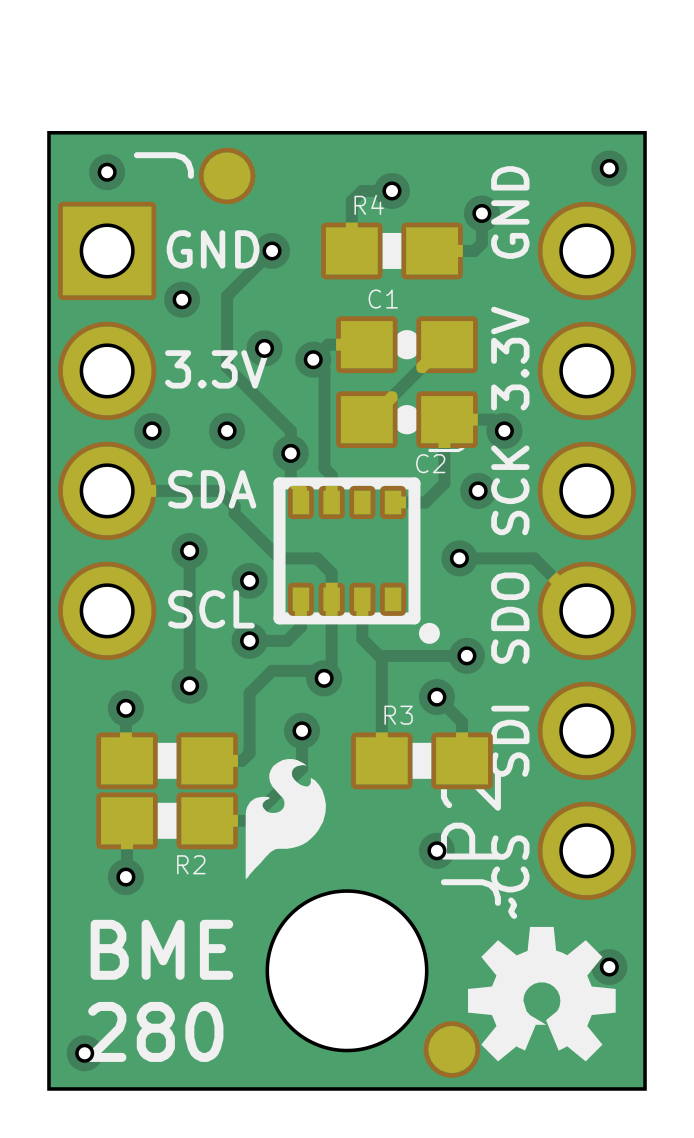 R4
GND
GND
C1
3.3V
3.3V
C2
SDA
SCK
SCL
SDO
R3
SDI
R2
JP2
~CS
BME
280